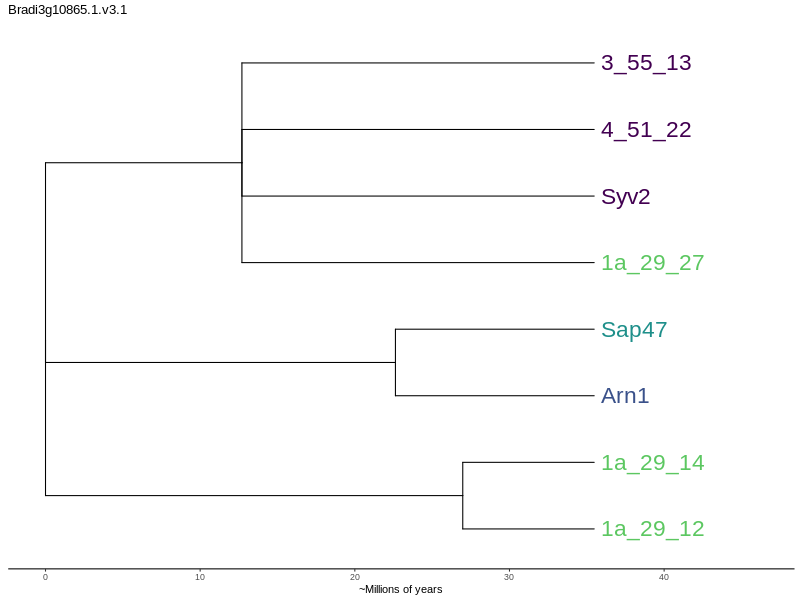 Bradi3g10865.1.v3.1
3_55_13
4_51_22
Syv2
1a_29_27
Sap47
Arn1
1a_29_14
1a_29_12
0 10 20 30 40
~Millions of years